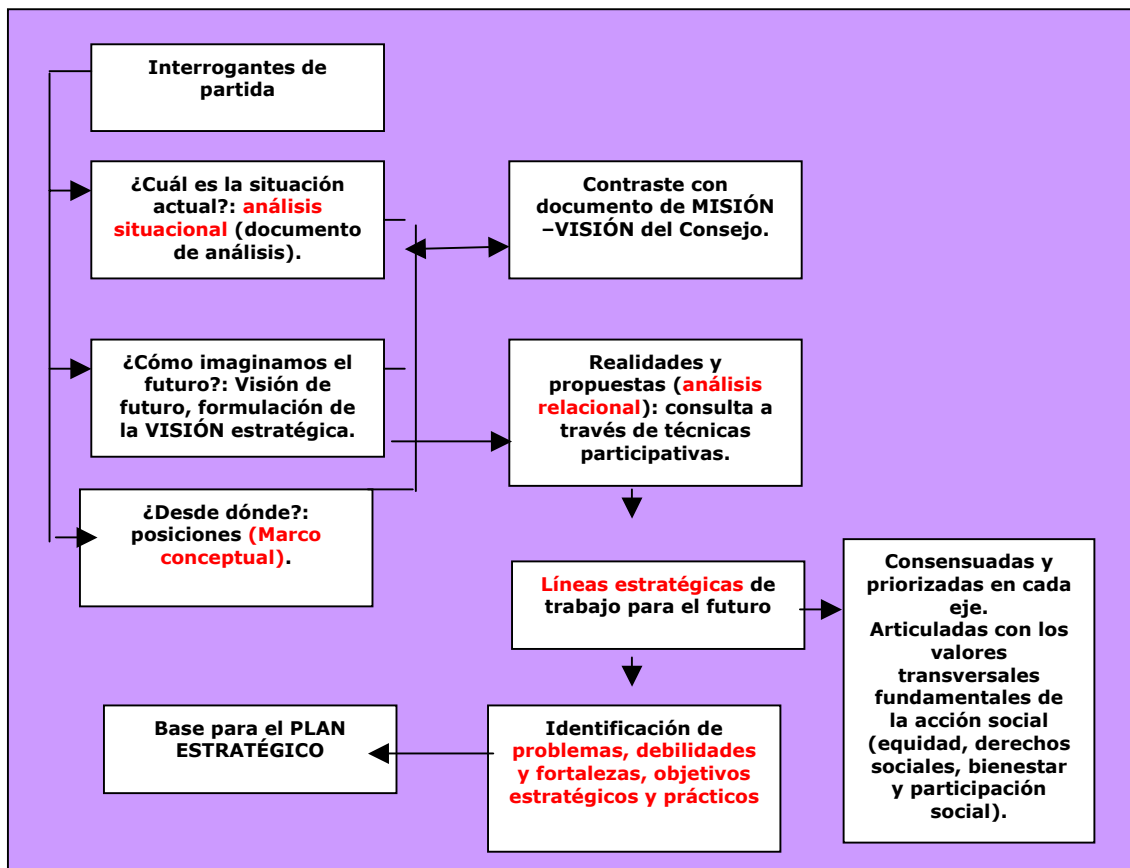 Interrogantes de
partida
¿Cuál es la situación
actual?: análisis
situacional (documento
de análisis).
Contraste con
documento de MISIÓN
–VISIÓN del Consejo.
¿Cómo imaginamos el
futuro?: Visión de
futuro, formulación de
la VISIÓN estratégica.
Realidades y
propuestas (análisis
relacional): consulta a
través de técnicas
participativas.
¿Desde dónde?:
posiciones (Marco
conceptual).
Líneas estratégicas de
trabajo para el futuro
Consensuadas y
priorizadas en cada
eje.
Articuladas con los
valores
transversales
fundamentales de
la acción social
(equidad, derechos
sociales, bienestar
y participación
social).
Base para el PLAN
ESTRATÉGICO
Identificación de
problemas, debilidades
y fortalezas, objetivos
estratégicos y prácticos